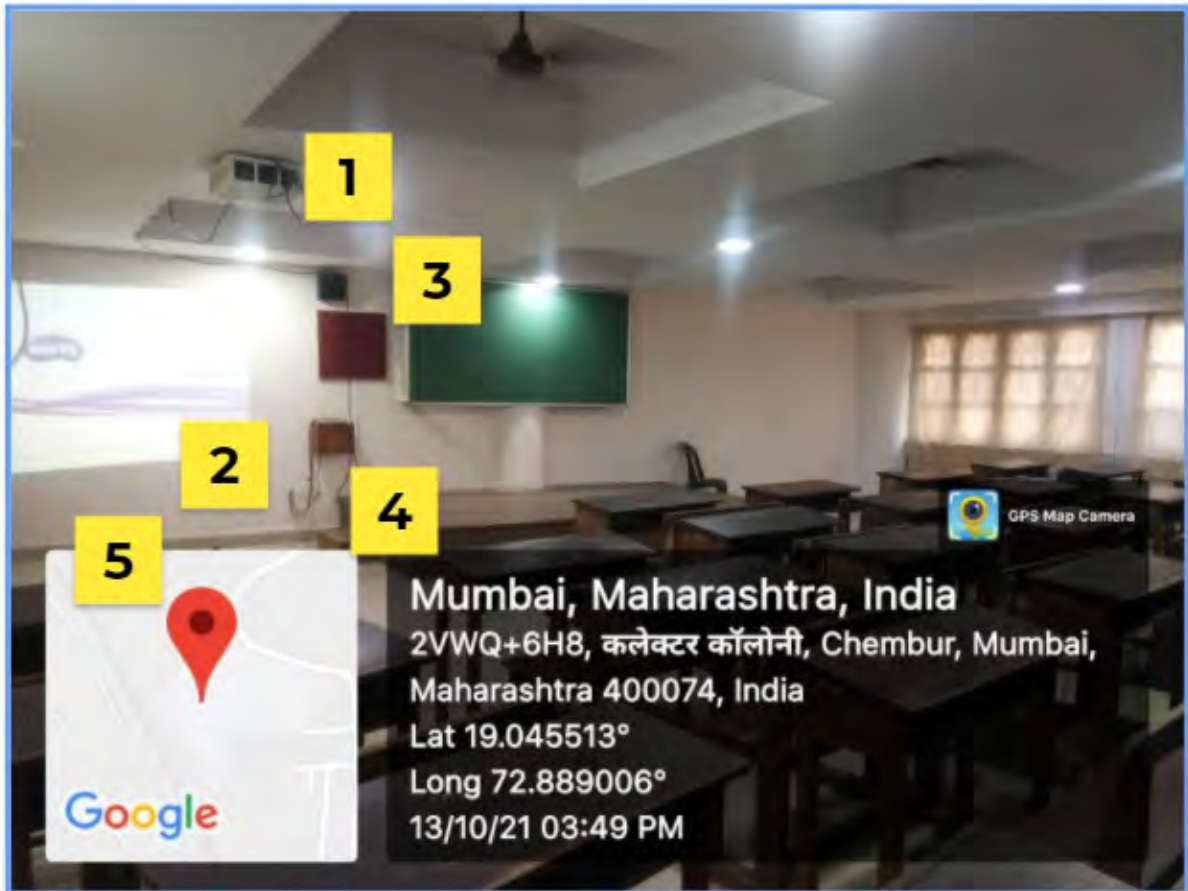 1
3
2
4
5
GPS Map Camera
Mumbai, Maharashtra, India
2VWQ+6H8, कलेक्टर कॉलोनी, Chembur, Mumbai,
Maharashtra 400074, India
Lat 19.045513°
Long 72.889006°
13/10/21 03:49 PM
Google